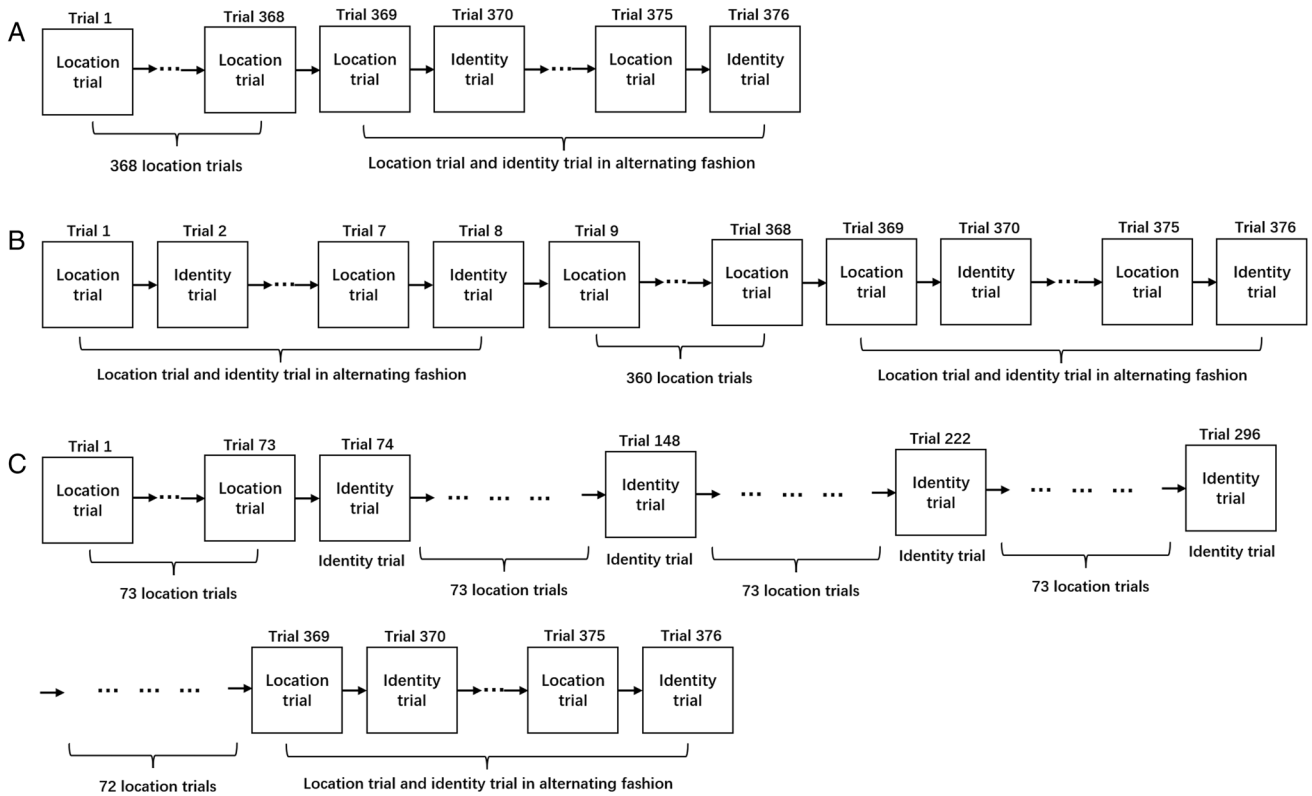 A
Trial 1 Trial 368 Trial 369 Trial 370 Trial 375 Trial 376
Location Location Location Identity Location Identity
trial ... trial trial trial ... trial trial
368 location trials Location trial and identity trial in alternating fashion
B
Trial 1 Trial 2 Trial 7 Trial 8 Trial 9 Trial 368 Trial 369 Trial 370 Trial 375 Trial 376
Location Identity Location Identity Location Location Location Identity Location Identity
trial trial ... trial trial trial ... trial trial trial ... trial trial
Location trial and identity trial in alternating fashion 360 location trials Location trial and identity trial in alternating fashion
C
Trial 1 Trial 73 Trial 74 Trial 148 Trial 222 Trial 296
Location Location Identity Identity Identity Identity
trial ... trial trial ... ... ... trial ... ... ... trial ... ... ... trial
Identity trial Identity trial Identity trial Identity trial
73 location trials 73 location trials 73 location trials 73 location trials
Trial 369 Trial 370 Trial 375 Trial 376
Location Identity Location Identity
... ... ... trial trial ... trial trial
72 location trials Location trial and identity trial in alternating fashion